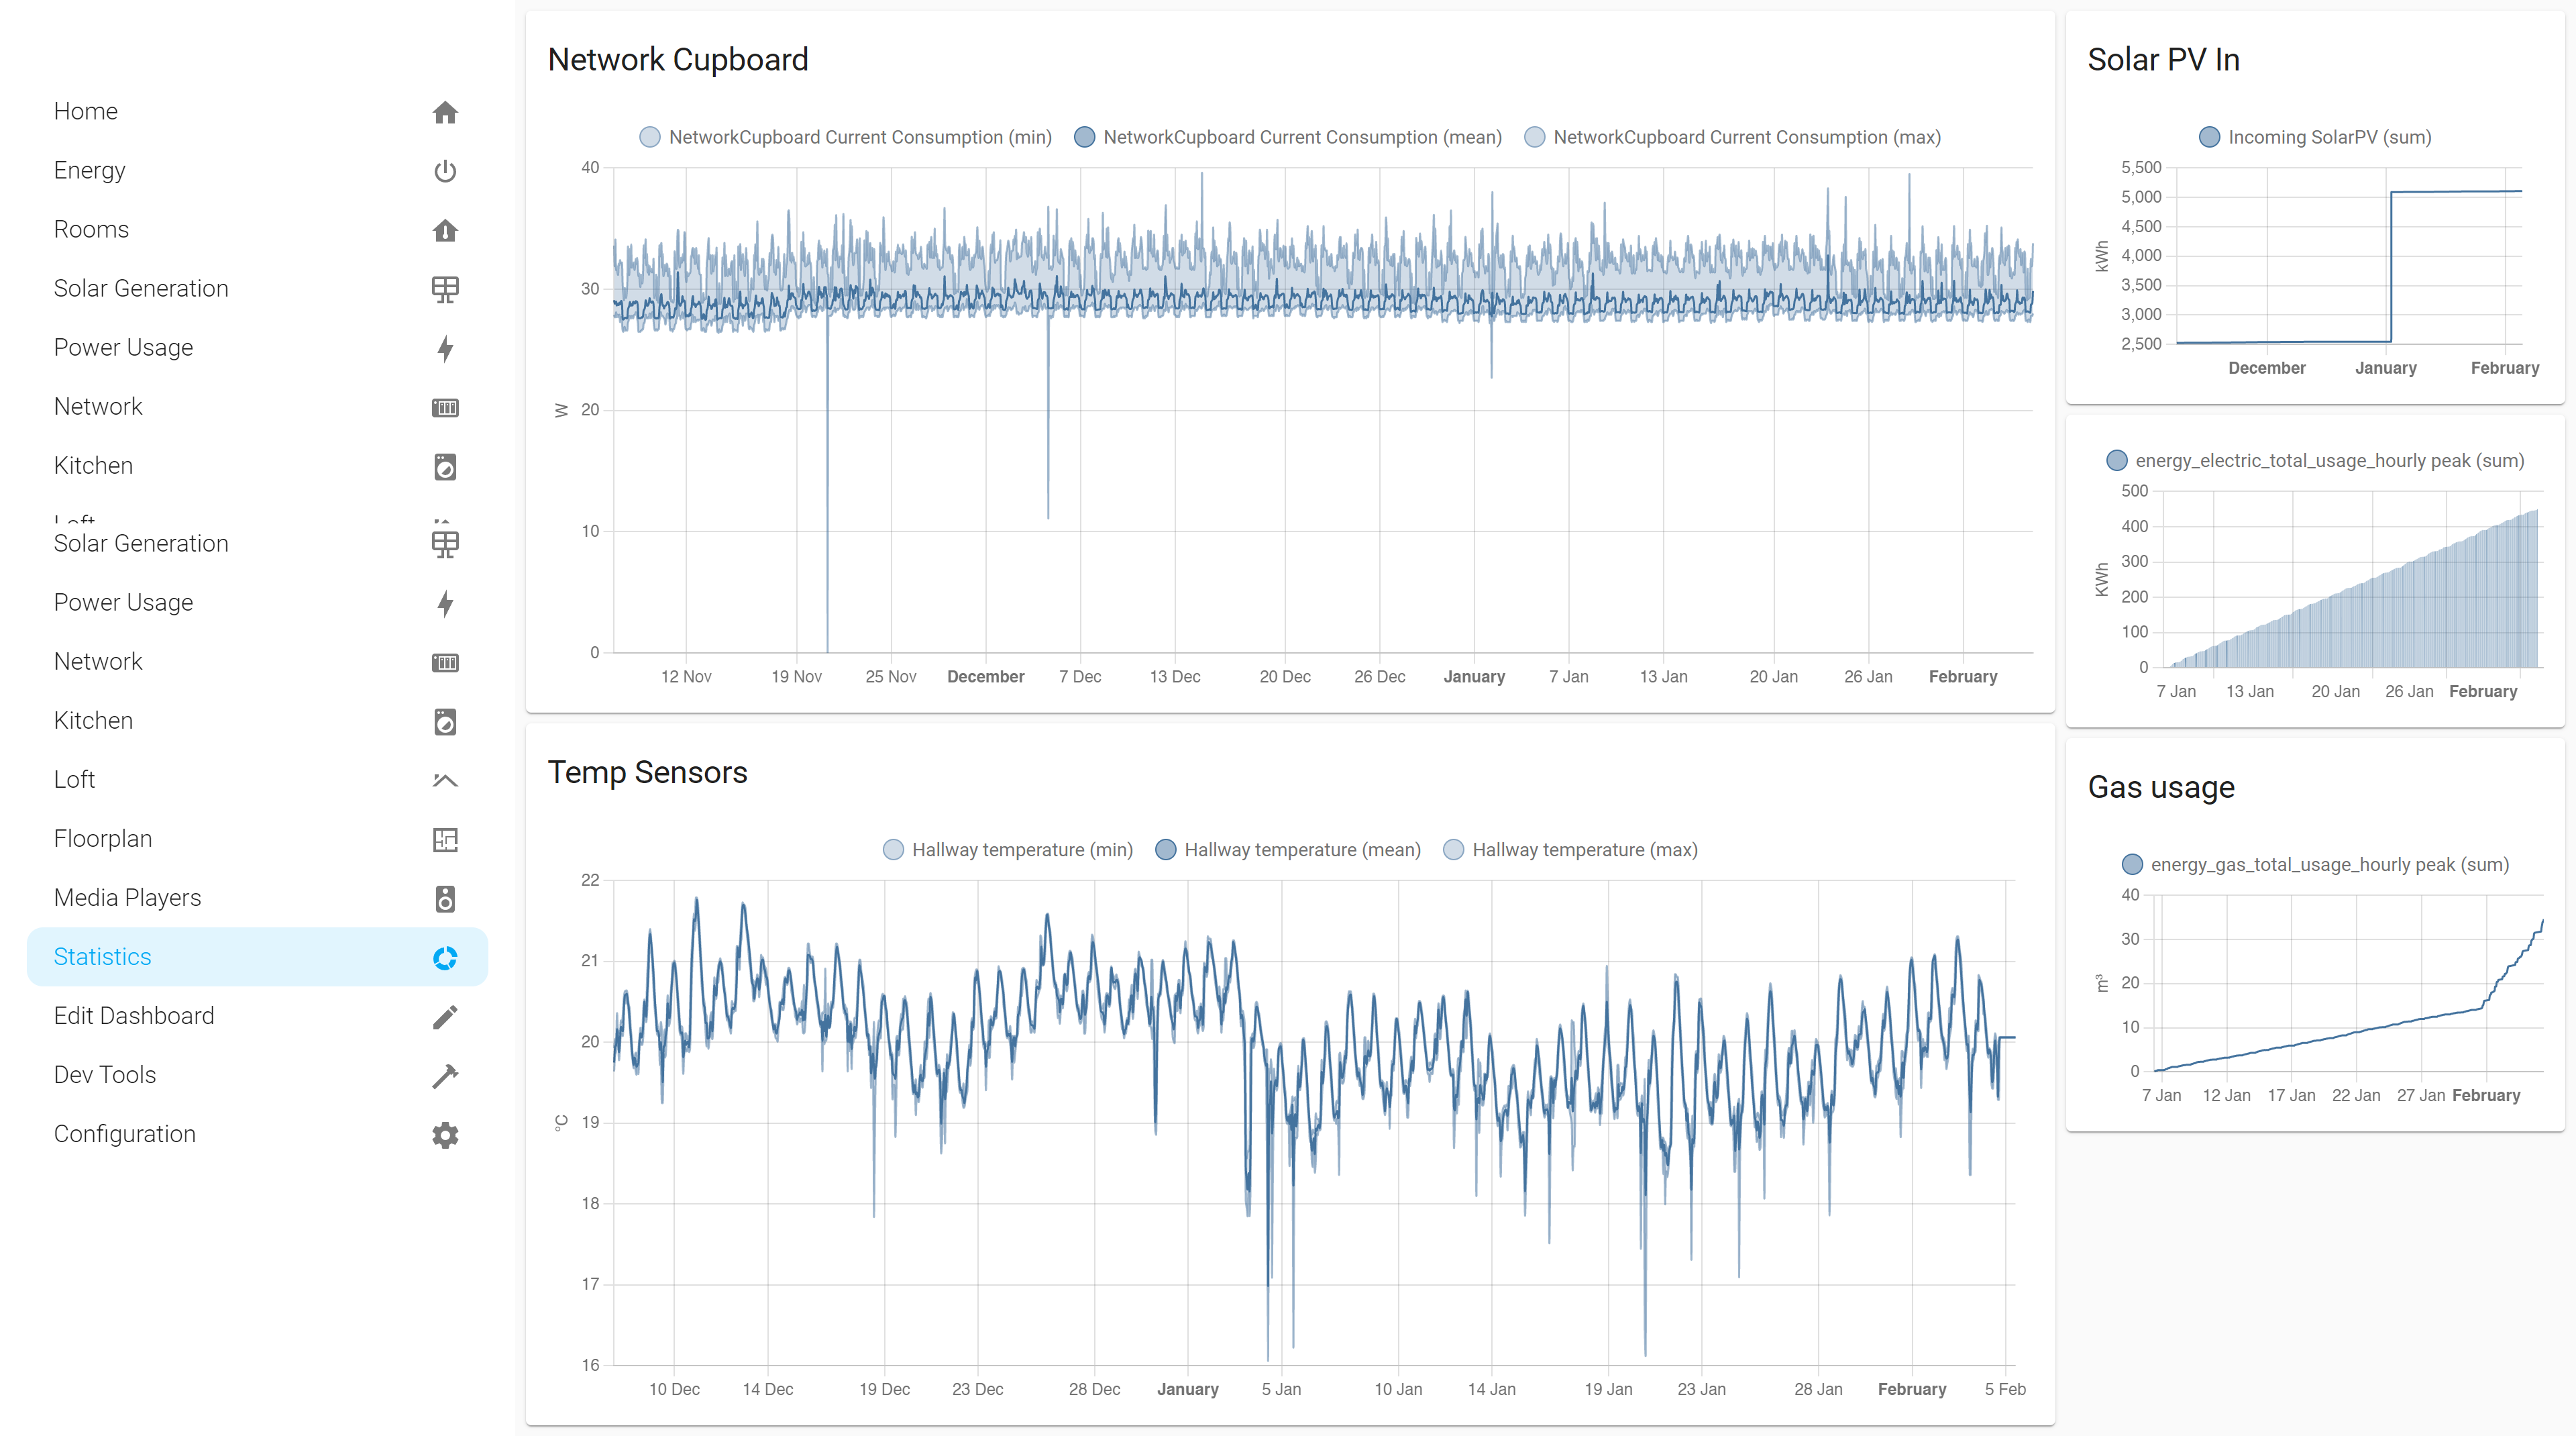 Home
Energy
Rooms
Solar Generation
Power Usage
Network
Kitchen
Loft
Solar Generation
Power Usage
Network
Kitchen
Loft
Floorplan
Media Players
Statistics
Edit Dashboard
Dev Tools
Configuration
Network Cupboard
NetworkCupboard Current Consumption (min) NetworkCupboard Current Consumption (mean) NetworkCupboard Current Consumption (max)
40
30
20
10
0
W
12 Nov 19 Nov 25 Nov December 7 Dec 13 Dec 20 Dec 26 Dec January 7 Jan 13 Jan 20 Jan 26 Jan February
Temp Sensors
Hallway temperature (min) Hallway temperature (mean) Hallway temperature (max)
22
21
20
19
18
17
16
°C
10 Dec 14 Dec 19 Dec 23 Dec 28 Dec January 5 Jan 10 Jan 14 Jan 19 Jan 23 Jan 28 Jan February 5 Feb
Solar PV In
Incoming SolarPV (sum)
5,500
5,000
4,500
4,000
3,500
3,000
2,500
kWh
December January February
energy_electric_total_usage_hourly peak (sum)
500
400
300
200
100
0
KWh
7 Jan 13 Jan 20 Jan 26 Jan February
Gas usage
energy_gas_total_usage_hourly peak (sum)
40
30
20
10
0
m³
7 Jan 12 Jan 17 Jan 22 Jan 27 Jan February